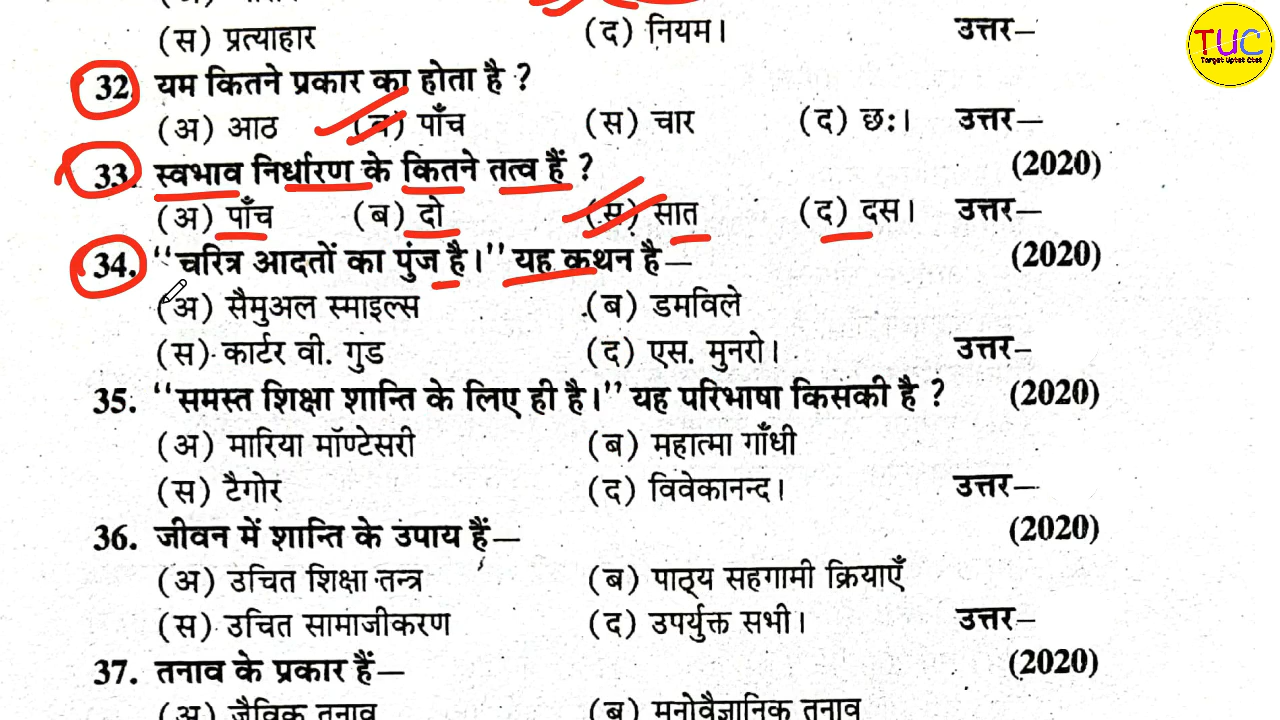 (स) प्रत्याहार (द) नियम। उत्तर—
TUC
Target Uptet Ctet
32. यम कितने प्रकार का होता है ?
(अ) आठ (ब) पाँच (स) चार (द) छः। उत्तर—
33. स्वभाव निर्धारण के कितने तत्व हैं ? (2020)
(अ) पाँच (ब) दो (स) सात (द) दस। उत्तर—
34. “चरित्र आदतों का पुंज है।” यह कथन है— (2020)
(अ) सैमुअल स्माइल्स (ब) डमविले
(स) कार्टर वी. गुड (द) एस. मुनरो। उत्तर—
35. “समस्त शिक्षा शान्ति के लिए ही है।” यह परिभाषा किसकी है ? (2020)
(अ) मारिया मॉण्टेसरी (ब) महात्मा गाँधी
(स) टैगोर (द) विवेकानन्द। उत्तर—
36. जीवन में शान्ति के उपाय हैं— (2020)
(अ) उचित शिक्षा तन्त्र (ब) पाठ्य सहगामी क्रियाएँ
(स) उचित सामाजीकरण (द) उपर्युक्त सभी। उत्तर—
37. तनाव के प्रकार हैं— (2020)
(अ) जैविक तनाव (ब) मनोवैज्ञानिक तनाव